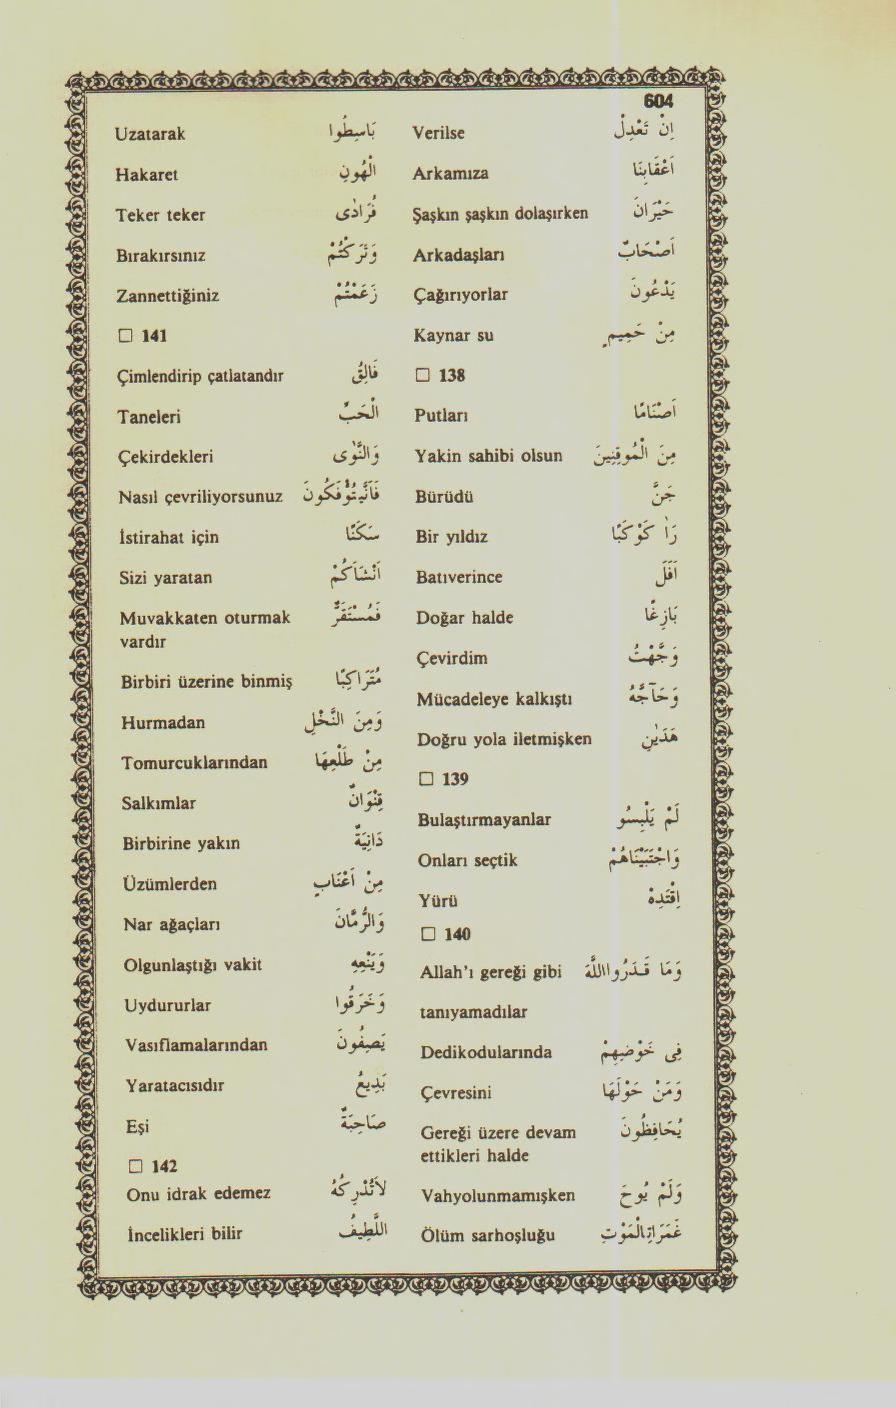 604
Verilse اِنْ تَعْدِلْ
Arkamıza اَعْقَابِنَا
Şaşkın şaşkın dolaşırken حَيْرَانَ
Arkadaşları اَصْحَابٌ
Çağırıyorlar يَدْعُونَ
Kaynar su مِنْ حَمِيمٍ
□ 138
Putları اَصْنَامًا
Yakin sahibi olsun مِنَ الْمُوقِنِينَ
Bürüdü جَنَّ
Bir yıldız رَاٰ كَوْكَبًا
Batıverince اَفَلَ
Doğar halde بَازِغًا
Çevirdim وَجَّهْتُ
Mücadeleye kalkıştı وَحَآجَّهُ
Doğru yola iletmişken هَدٰينِ
□ 139
Bulaştırmayanlar لَمْ يَلْبِسُو
Onları seçtik وَاجْتَبَيْنَاهُمْ
Yürü اِقْتَدِهْ
□ 140
Allah'ı gereği gibi وَمَا قَدَرُوااللّٰهَ
tanıyamadılar
Dedikodularında فِى خَوْضِهِمْ
Çevresini وَمَنْ حَوْلَهَا
Gereği üzere devam يُحَافِظُونَ
ettikleri halde
Vahyolunmamışken وَلَمْ يُوحَ
Ölüm sarhoşluğu غَمَرَاتِالْمَوْتِ
Uzatarak بَاسِطُوا
Hakaret الْهُونِ
Teker teker فُرَادٰى
Bırakırsınız وَتَرَكْتُمْ
Zannettiğiniz زَعَمْتُمْ
□ 141
Çimlendirip çatlatandır فَالِقُ
Taneleri الْحَبِّ
Çekirdekleri وَالنَّوٰى
Nasıl çevriliyorsunuz فَاَنّٰىتُؤْفَكُونَ
İstirahat için سَكَنًا
Sizi yaratan اَنْشَاَكُمْ
Muvakkaten oturmak فَمُسْتَقَرٌّ
vardır
Birbiri üzerine binmiş مُتَرَاكِبًا
Hurmadan وَمِنَ النَّخْلِ
Tomurcuklarından مِنْ طَلْعِهَا
Salkımlar قِنْوَانٌ
Birbirine yakın دَانِيَةٌ
Üzümlerden مِنْ اَعْنَابٍ
Nar ağaçları وَالرُّمَّانَ
Olgunlaştığı vakit وَيَنْعِهِ
Uydururlar وَخَرَقُوا
Vasıflamalarından يَصِفُونَ
Yaratacısıdır بَدِيعُ
Eşi صَاحِبَةٌ
□ 142
Onu idrak edemez لَاتُدْرِكُهُ
İncelikleri bilir اللَّطِيفُ